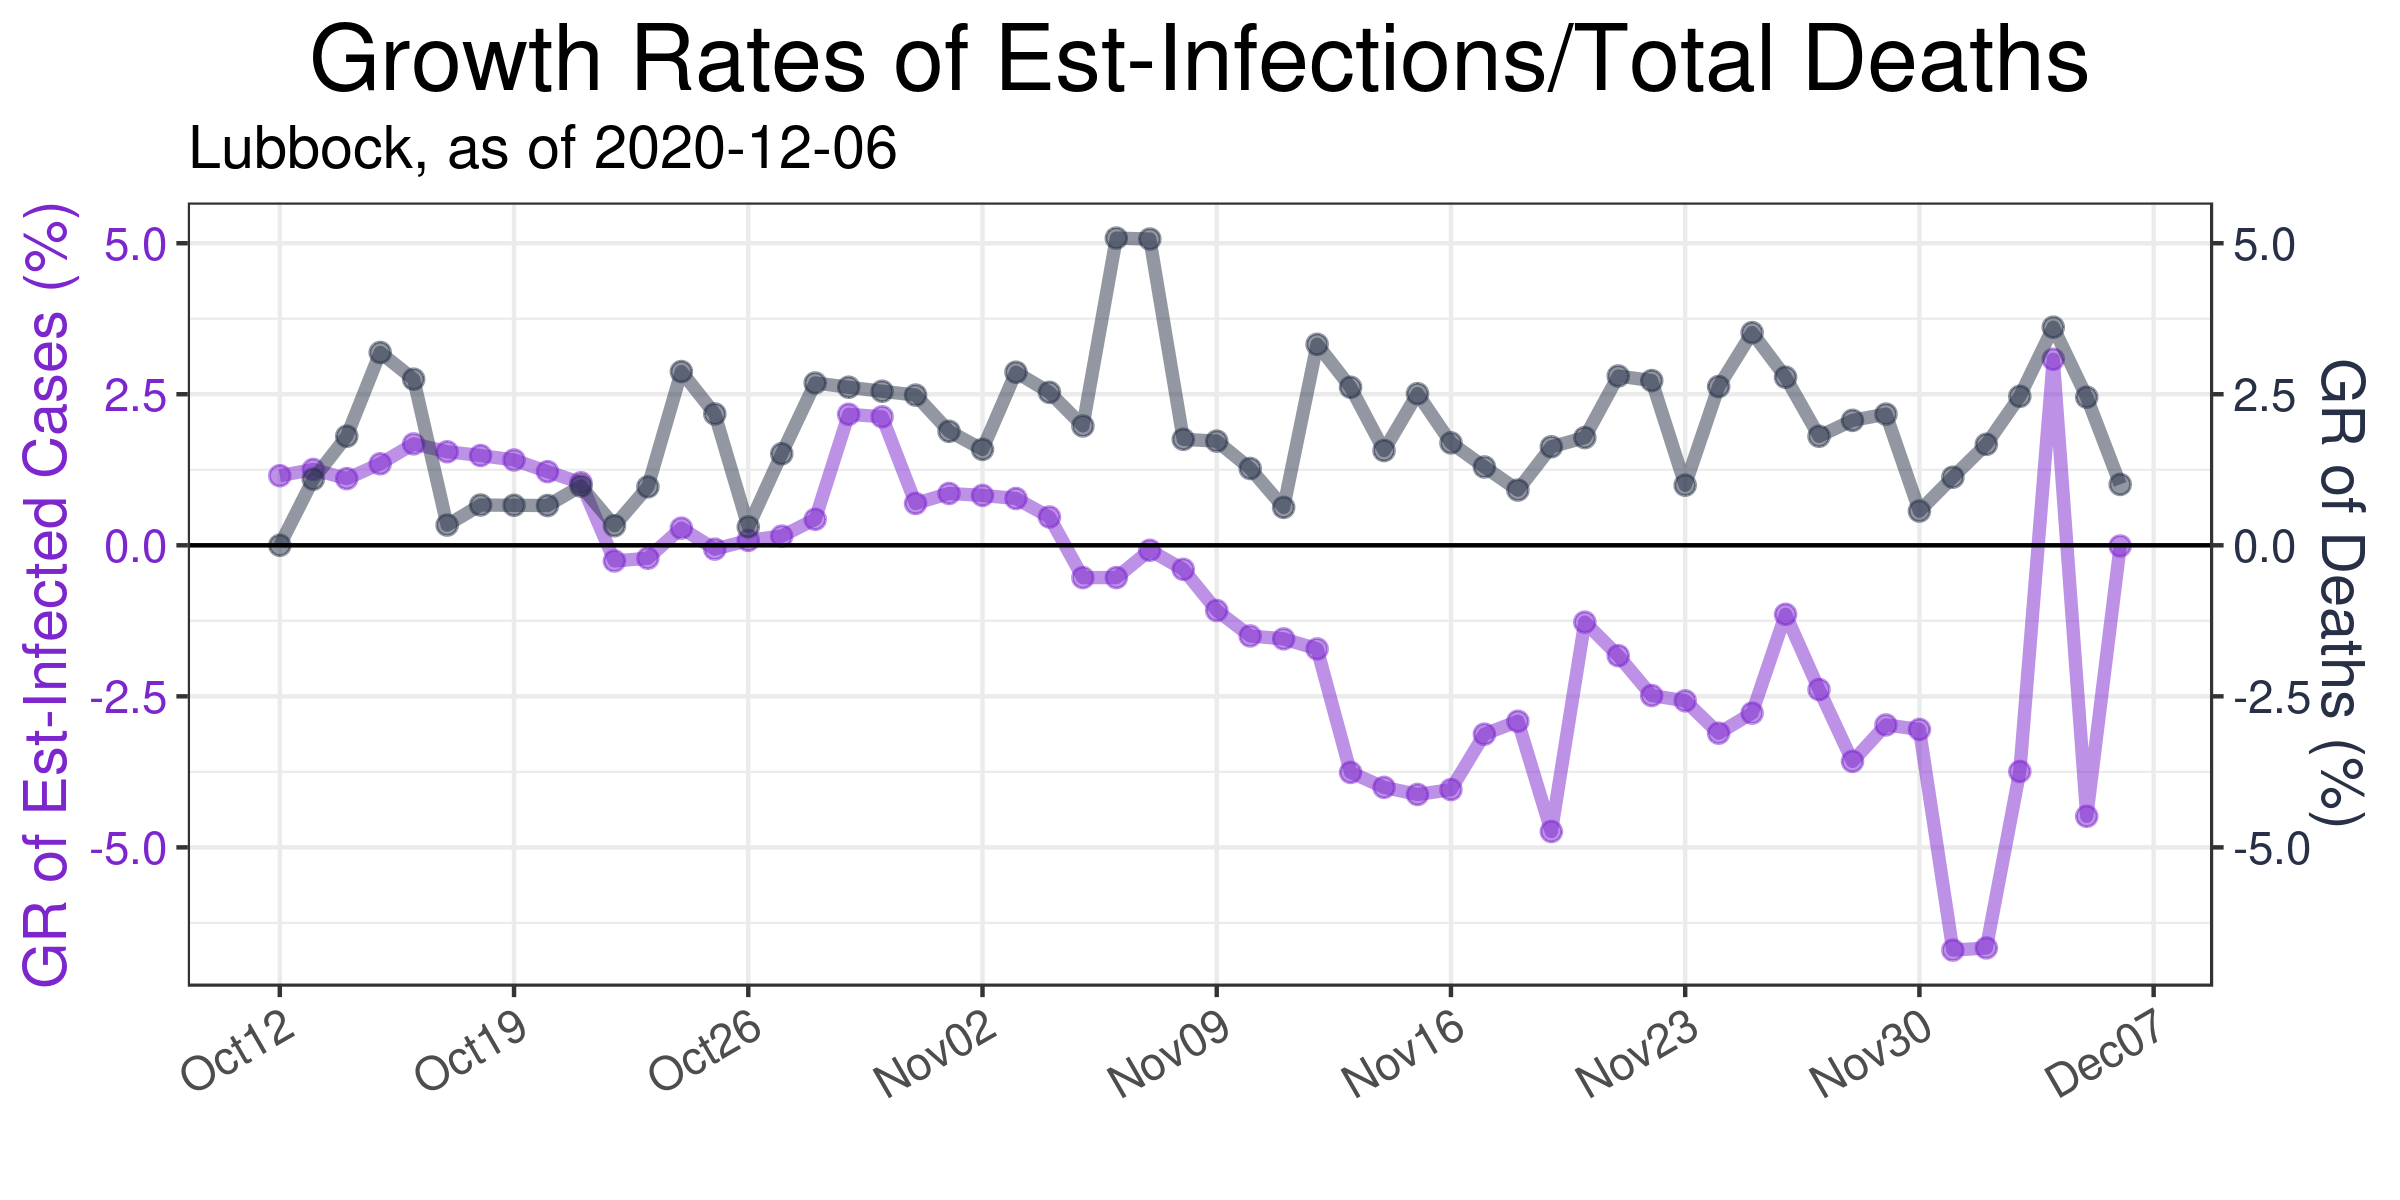 Growth Rates of Est-Infections/Total Deaths
Lubbock, as of 2020-12-06
GR of Est-Infected Cases (%)
5.0
2.5
0.0
-2.5
-5.0
5.0
2.5
0.0
-2.5
-5.0
GR of Deaths (%)
Oct12
Oct19
Oct26
Nov02
Nov09
Nov16
Nov23
Nov30
Dec07